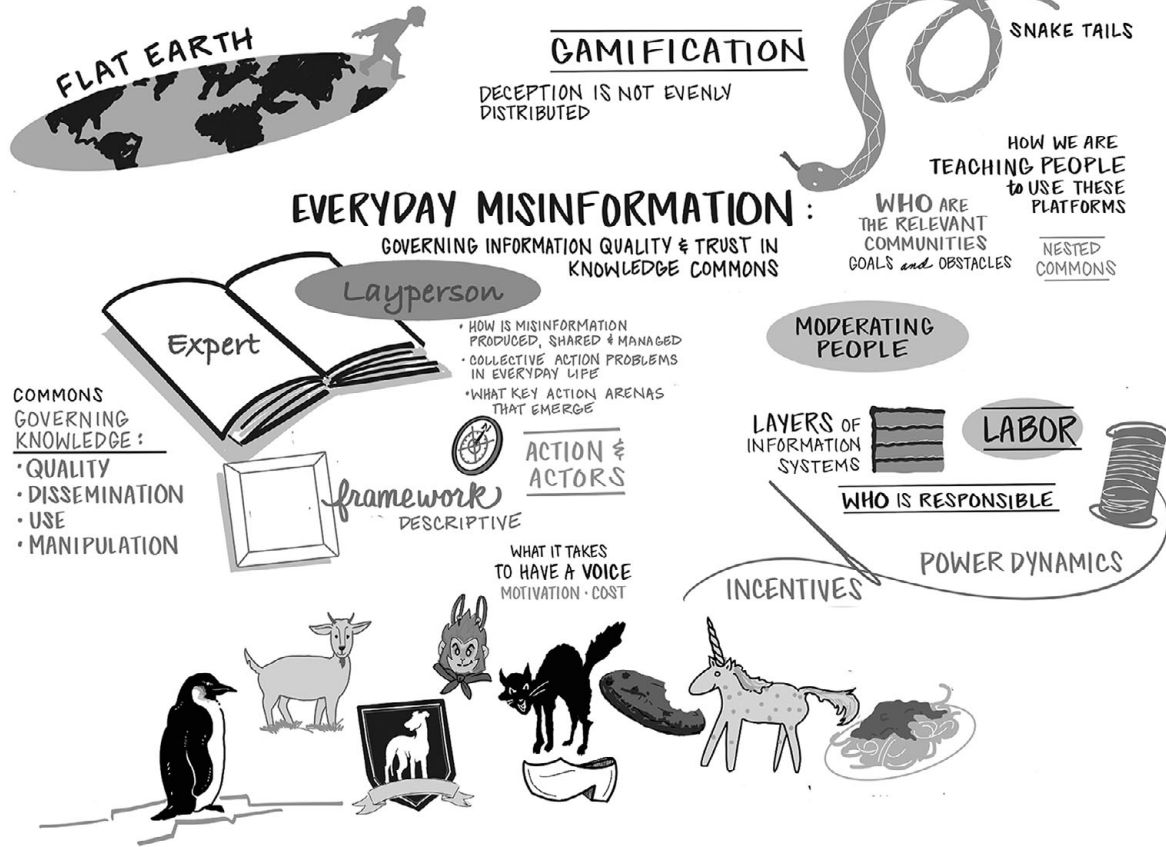 FLAT EARTH
GAMIFICATION
DECEPTION IS NOT EVENLY
DISTRIBUTED
SNAKE TAILS
HOW WE ARE
TEACHING PEOPLE
to USE THESE
PLATFORMS
EVERYDAY MISINFORMATION:
GOVERNING INFORMATION QUALITY & TRUST IN
KNOWLEDGE COMMONS
WHO ARE
THE RELEVANT
COMMUNITIES
GOALS and OBSTACLES
NESTED
COMMONS
Layperson
Expert
• HOW IS MISINFORMATION
PRODUCED, SHARED & MANAGED
• COLLECTIVE ACTION PROBLEMS
IN EVERYDAY LIFE
• WHAT KEY ACTION ARENAS
THAT EMERGE
MODERATING
PEOPLE
COMMONS
GOVERNING
KNOWLEDGE:
• QUALITY
• DISSEMINATION
• USE
• MANIPULATION
ACTION &
ACTORS
framework
DESCRIPTIVE
LAYERS OF
INFORMATION
SYSTEMS
LABOR
WHO IS RESPONSIBLE
WHAT IT TAKES
TO HAVE A VOICE
MOTIVATION • COST
INCENTIVES
POWER DYNAMICS